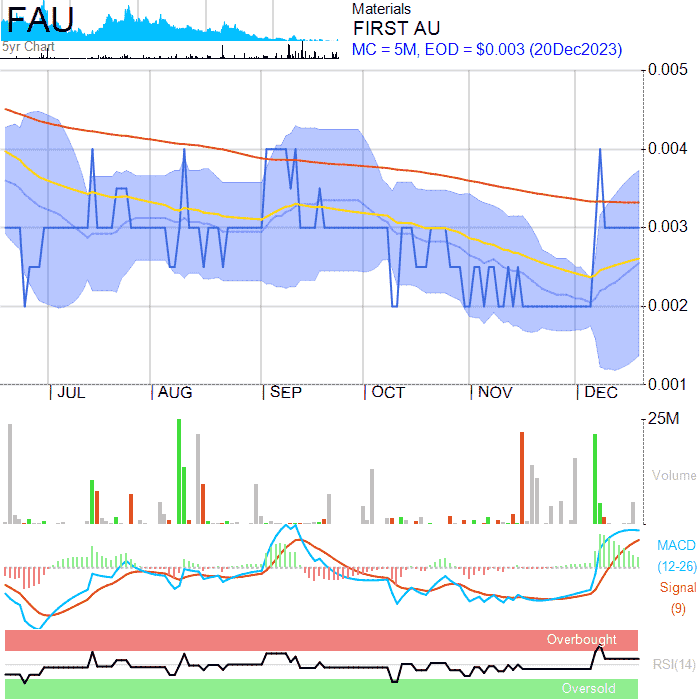 FAU
5yr Chart
Materials
FIRST AU
MC = 5M, EOD = $0.003 (20Dec2023)
0.005
0.004
0.003
0.002
0.001
JUL AUG SEP OCT NOV DEC
25M
Volume
MACD
(12-26)
Signal
(9)
Overbought
RSI(14)
Oversold